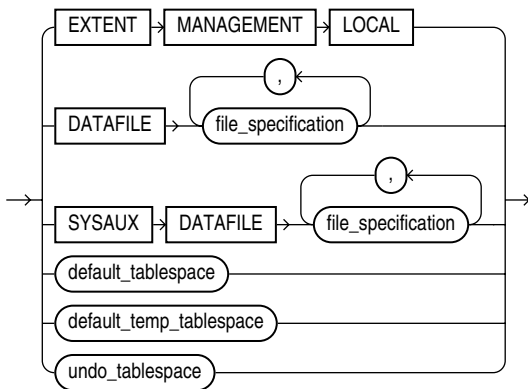 EXTENT MANAGEMENT LOCAL
,
DATAFILE file_specification
,
SYSAUX DATAFILE file_specification
default_tablespace
default_temp_tablespace
undo_tablespace